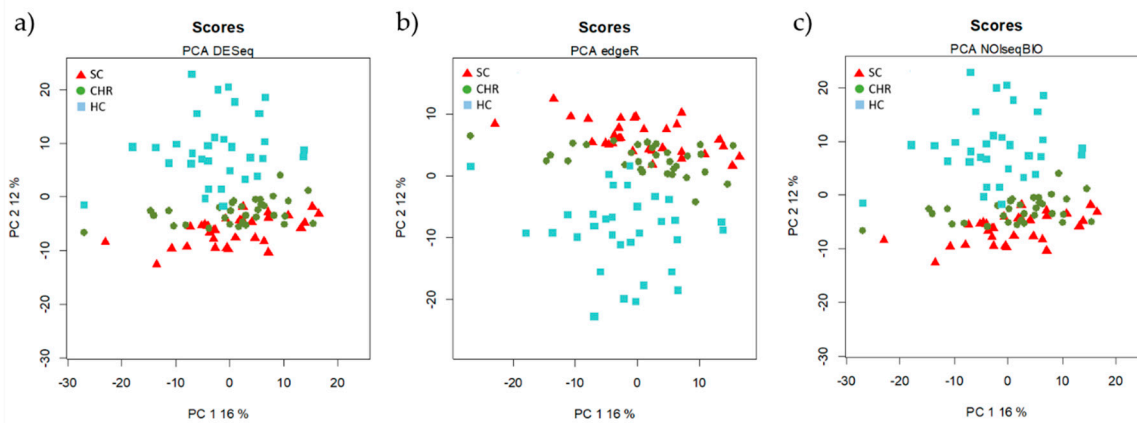 a)
Scores
PCA DESeq
SC
CHR
HC
PC 2 12 %
20
10
0
-10
-20
-30
-30
-20
-10
0
10
20
PC 1 16 %
b)
Scores
PCA edgeR
SC
CHR
HC
PC 2 12 %
10
0
-10
-20
-20
-10
0
10
PC 1 16 %
c)
Scores
PCA NOIseqBIO
SC
CHR
HC
PC 2 12 %
20
10
0
-10
-20
-30
-30
-20
-10
0
10
20
PC 1 16 %